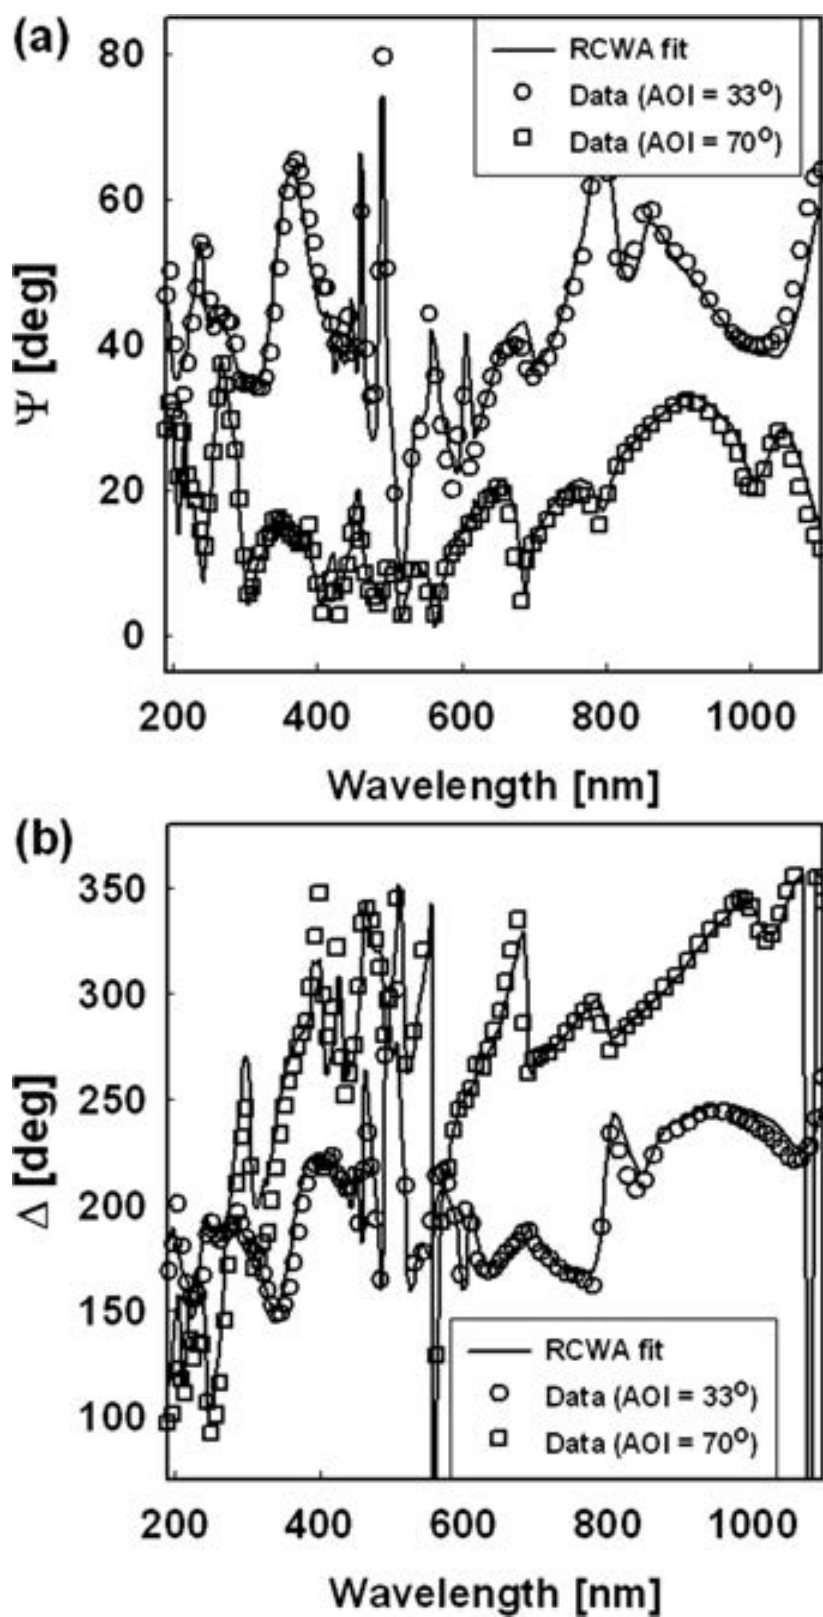 (a)
80
60
40
20
0
Ψ [deg]
RCWA fit
Data (AOI = 33°)
Data (AOI = 70°)
200 400 600 800 1000
Wavelength [nm]
(b)
350
300
250
200
150
100
Δ [deg]
RCWA fit
Data (AOI = 33°)
Data (AOI = 70°)
200 400 600 800 1000
Wavelength [nm]